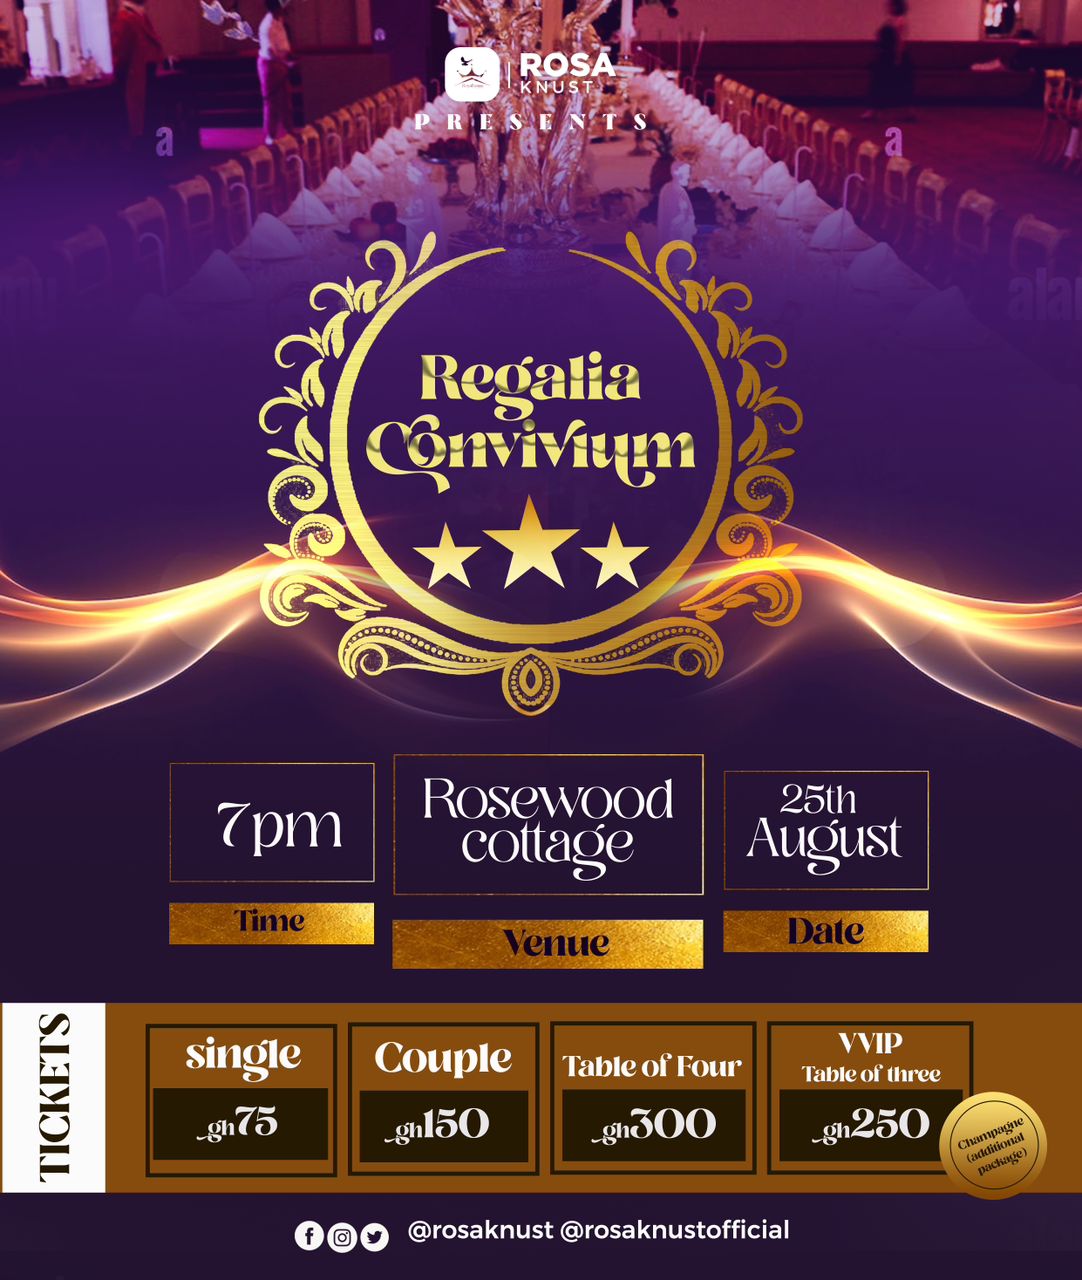 ROSA
KNUST
PRESENTS
a
a
a
alam
Regalia
Convivium
7pm
Rosewood
cottage
25th
August
Time
Venue
Date
TICKETS
single
gh75
Couple
gh150
Table of Four
gh300
VVIP
Table of three
gh250
Champagne
(additional
package)
@rosaknust @rosaknustofficial